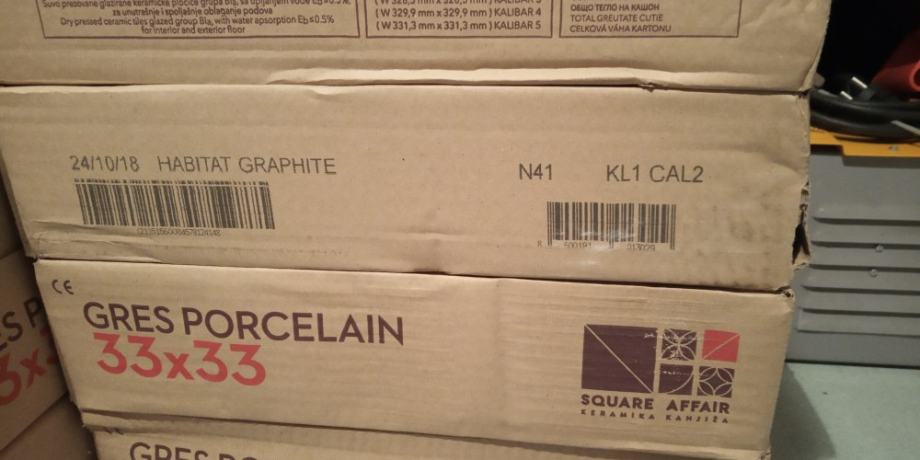 Suvo presovane glazirane keramičke pločice grupa BIa, sa upijanjem vode Eb≤0.5%,
za unutrašnje i spoljašnje oblaganje podova
Dry pressed ceramic tiles glazed group BIa, with water absorption Eb≤0.5%
for interior and exterior floor
( W 329,9 mm x 329,9 mm ) KALIBAR 4
( W 331,3 mm x 331,3 mm ) KALIBAR 5
ОБЩО ТЕГЛО НА КАШОН
TOTAL GREUTATE CUTIE
CELKOVÁ VÁHA KARTONU
24/10/18 HABITAT GRAPHITE
N41 KL1 CAL2
CE
GRES PORCELAIN
33x33
SQUARE AFFAIR
KERAMIKA KANJIŽA